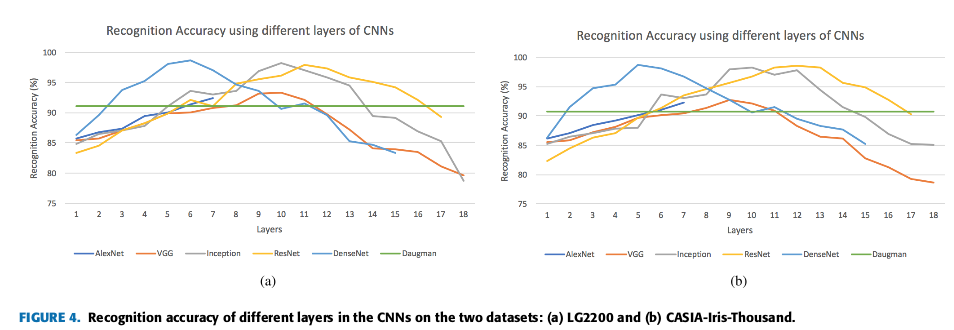 Recognition Accuracy using different layers of CNNs
Recognition Accuracy (%)
100
95
90
85
80
75
1 2 3 4 5 6 7 8 9 10 11 12 13 14 15 16 17 18
Layers
AlexNet VGG Inception ResNet DenseNet Daugman
(a)
Recognition Accuracy using different layers of CNNs
Recognition Accuracy (%)
100
95
90
85
80
75
1 2 3 4 5 6 7 8 9 10 11 12 13 14 15 16 17 18
Layers
AlexNet VGG Inception ResNet DenseNet Daugman
(b)
FIGURE 4. Recognition accuracy of different layers in the CNNs on the two datasets: (a) LG2200 and (b) CASIA-Iris-Thousand.